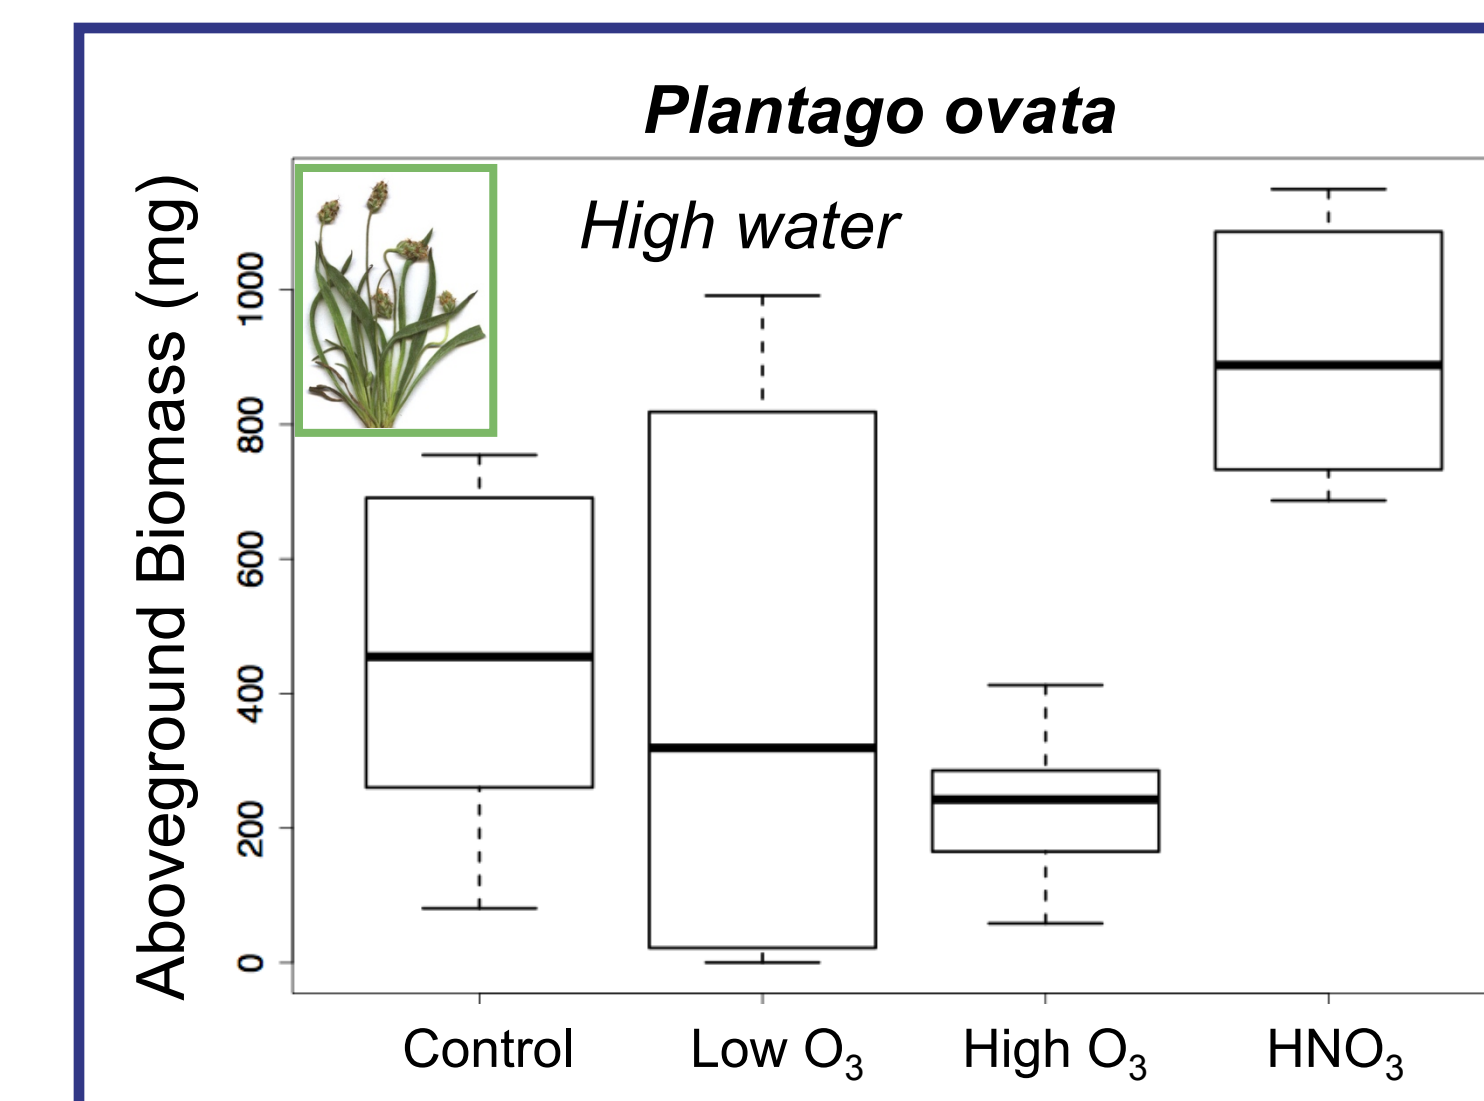 Plantago ovata
High water
Aboveground Biomass (mg)
1000
800
600
400
200
0
Control
Low O₃
High O₃
HNO₃